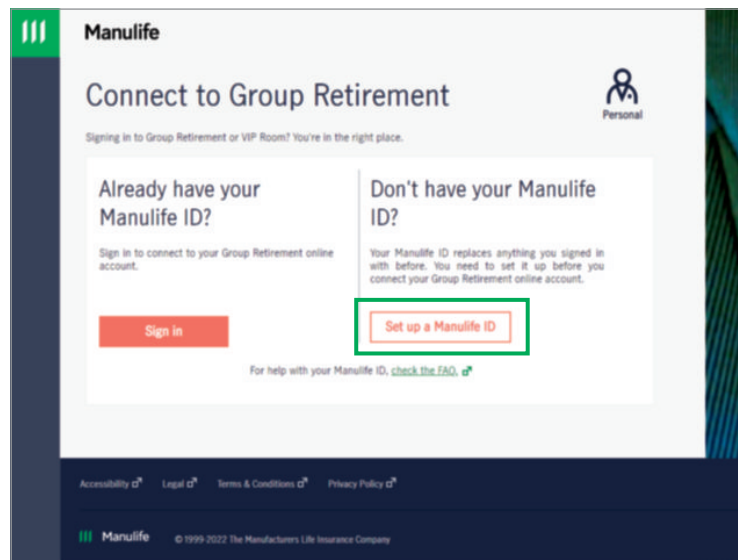 Manulife
Connect to Group Retirement
Personal
Signing in to Group Retirement or VIP Room? You're in the right place.
Already have your
Manulife ID?
Sign in to connect to your Group Retirement online
account.
Sign in
Don't have your Manulife
ID?
Your Manulife ID replaces anything you signed in
with before. You need to set it up before you
connect your Group Retirement online account.
Set up a Manulife ID
For help with your Manulife ID, check the FAQ.
Accessibility Legal Terms & Conditions Privacy Policy
Manulife © 1999-2022 The Manufacturers Life Insurance Company